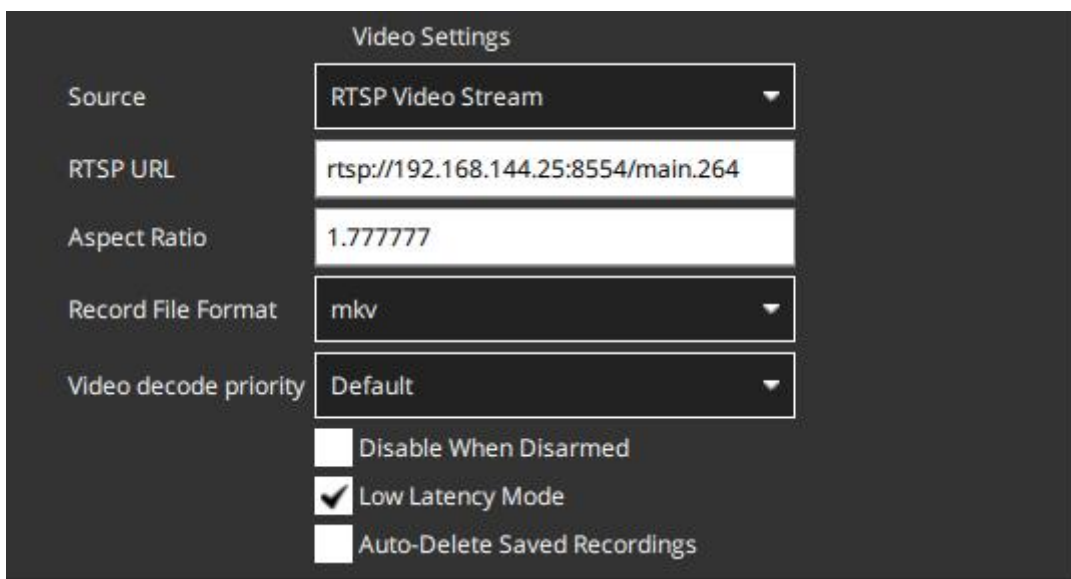 Video Settings
Source RTSP Video Stream
RTSP URL rtsp://192.168.144.25:8554/main.264
Aspect Ratio 1.777777
Record File Format mkv
Video decode priority Default
Disable When Disarmed
Low Latency Mode
Auto-Delete Saved Recordings